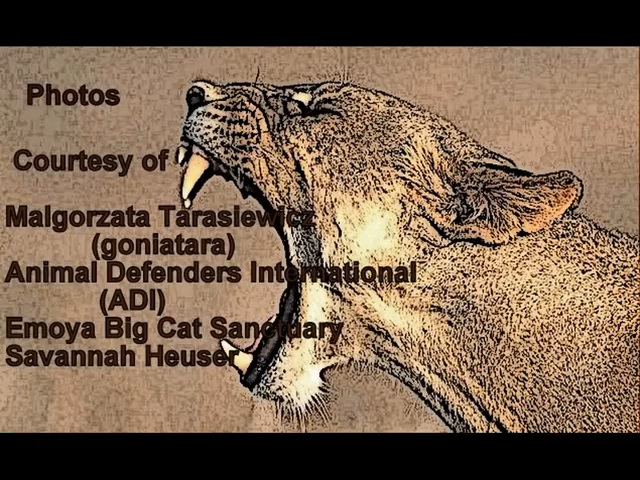 Photos
Courtesy of
Malgorzata Tarasiewicz
(goniatara)
Animal Defenders International
(ADI)
Emoya Big Cat Sanctuary
Savannah Heuser